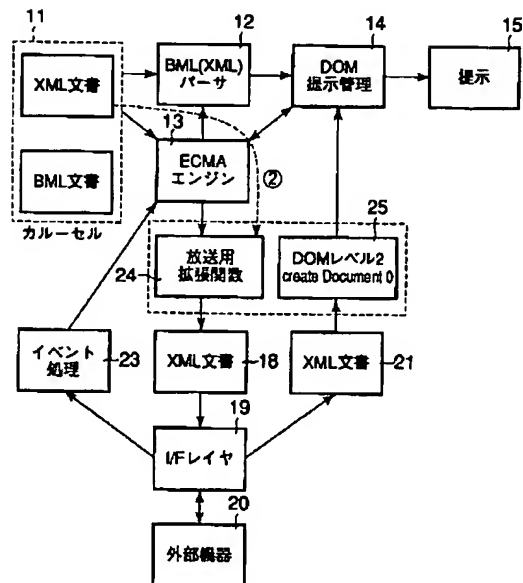 11
XML文書
BML文書
カルーセル
12
BML(XML)
パーサ
14
DOM
提示管理
15
提示
13
ECMA
エンジン
②
24
放送用
拡張関数
25
DOMレベル2
create Document 0
イベント
処理
23
XML文書
18
XML文書
21
19
I/Fレイヤ
20
外部機器